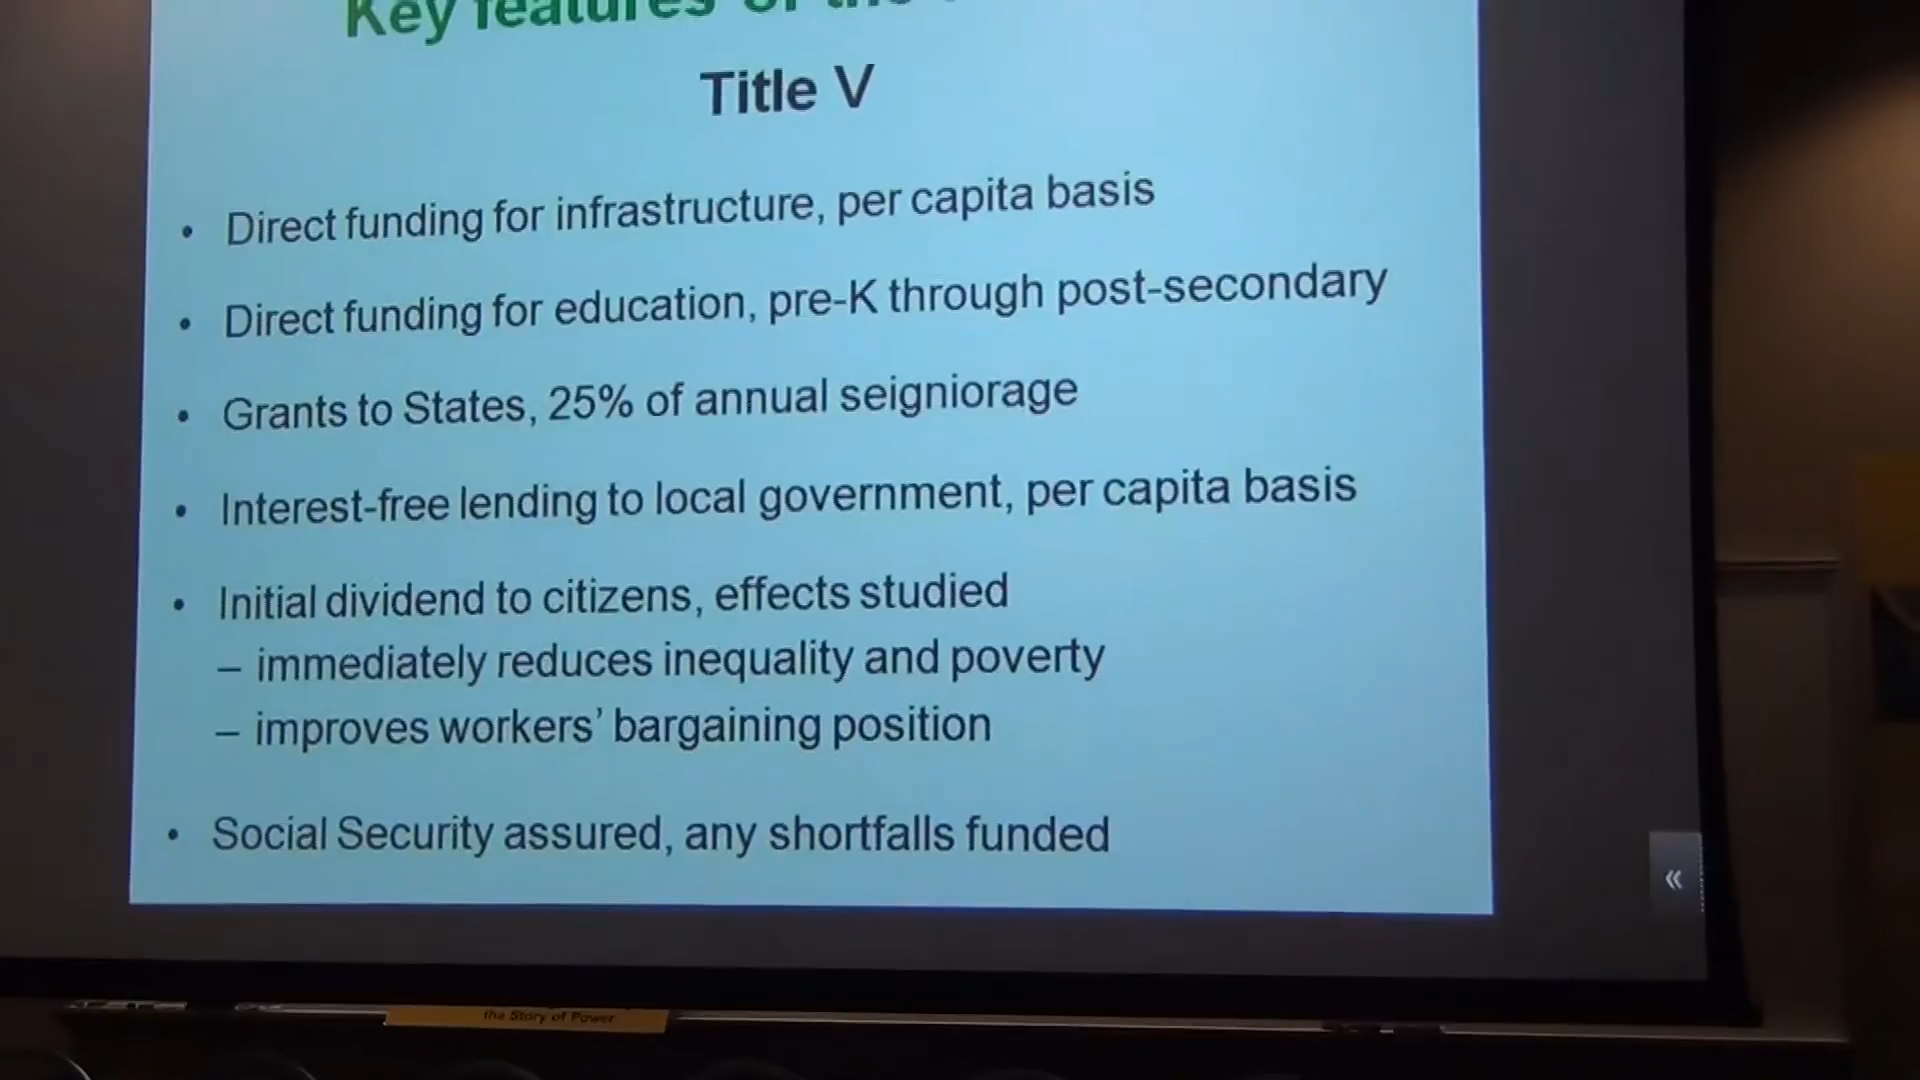 Key features of the
Title V
• Direct funding for infrastructure, per capita basis
• Direct funding for education, pre-K through post-secondary
• Grants to States, 25% of annual seigniorage
• Interest-free lending to local government, per capita basis
• Initial dividend to citizens, effects studied
– immediately reduces inequality and poverty
– improves workers’ bargaining position
• Social Security assured, any shortfalls funded
«
the Story of Power